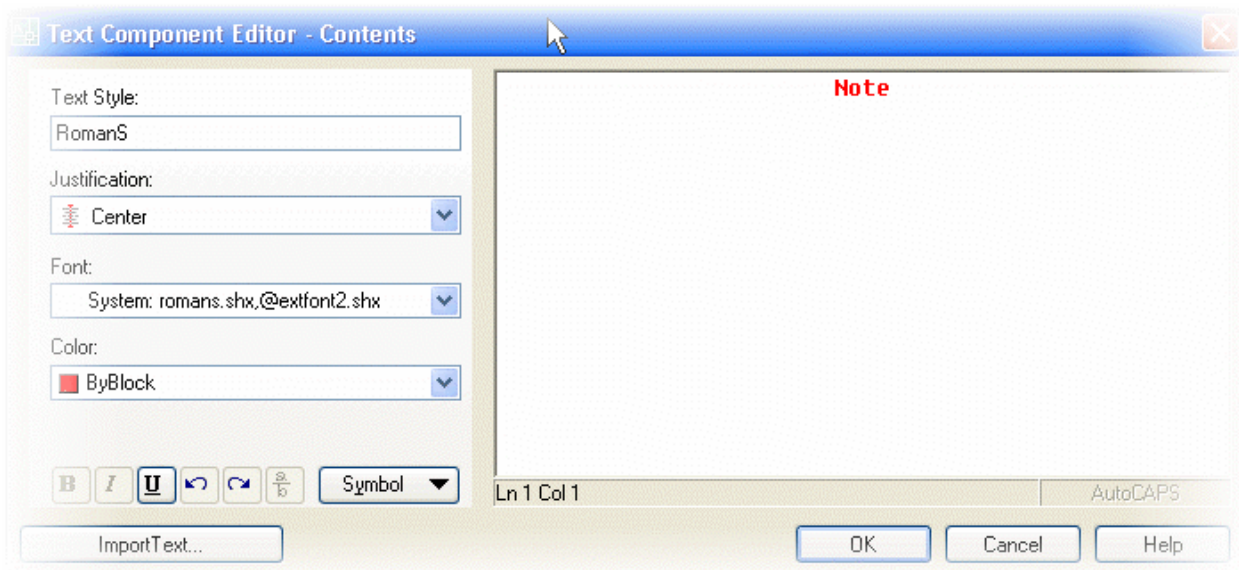 Text Component Editor - Contents
Text Style:
RomanS
Justification:
Center
Font:
System: romans.shx,@extfont2.shx
Color:
ByBlock
B I U a/b Symbol
ImportText...
Note
Ln 1 Col 1
AutoCAPS
OK Cancel Help